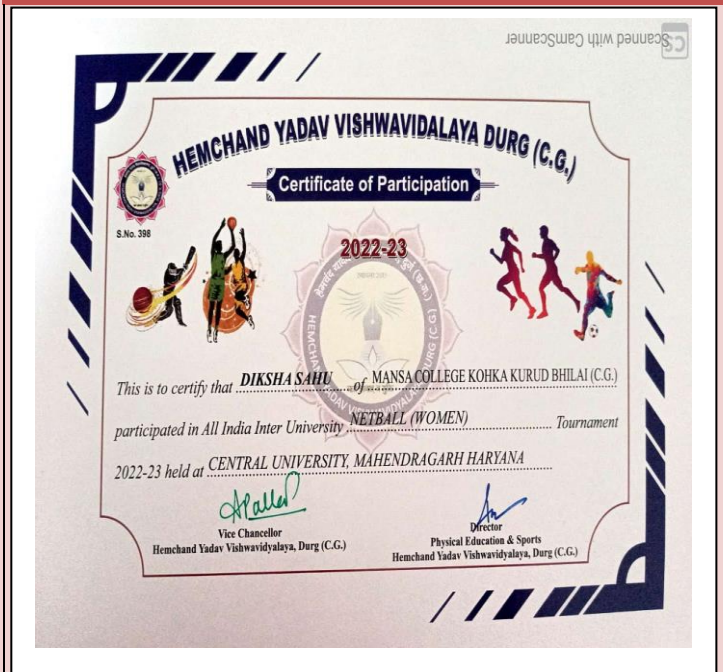 Scanned with CamScanner
CS
HEMCHAND YADAV VISHWAVIDALAYA DURG (C.G.)
Certificate of Participation
S.No. 398
2022-23
This is to certify that DIKSHA SAHU of MANSA COLLEGE KOHKA KURUD BHILAI (C.G.)
participated in All India Inter University NETBALL (WOMEN) Tournament
2022-23 held at CENTRAL UNIVERSITY, MAHENDRAGARH HARYANA
Vice Chancellor
Hemchand Yadav Vishwavidyalaya, Durg (C.G.)
Director
Physical Education & Sports
Hemchand Yadav Vishwavidyalaya, Durg (C.G.)